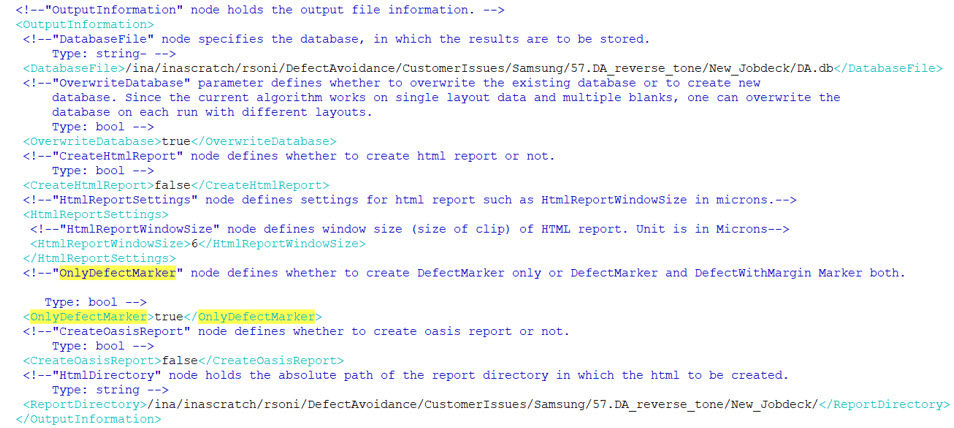 <!--"OutputInformation" node holds the output file information. -->
<OutputInformation>
<!--"DatabaseFile" node specifies the database, in which the results are to be stored.
Type: string- -->
<DatabaseFile>/ina/inascratch/rsoni/DefectAvoidance/CustomerIssues/Samsung/57.DA_reverse_tone/New_Jobdeck/DA.db</DatabaseFile>
<!--"OverwriteDatabase" parameter defines whether to overwrite the existing database or to create new
database. Since the current algorithm works on single layout data and multiple blanks, one can overwrite the
database on each run with different layouts.
Type: bool -->
<OverwriteDatabase>true</OverwriteDatabase>
<!--"CreateHtmlReport" node defines whether to create html report or not.
Type: bool -->
<CreateHtmlReport>false</CreateHtmlReport>
<!--"HtmlReportSettings" node defines settings for html report such as HtmlReportWindowSize in microns.-->
<HtmlReportSettings>
<!--"HtmlReportWindowSize" node defines window size (size of clip) of HTML report. Unit is in Microns-->
<HtmlReportWindowSize>6</HtmlReportWindowSize>
</HtmlReportSettings>
<!--"OnlyDefectMarker" node defines whether to create DefectMarker only or DefectMarker and DefectWithMargin Marker both.
Type: bool -->
<OnlyDefectMarker>true</OnlyDefectMarker>
<!--"CreateOasisReport" node defines whether to create oasis report or not.
Type: bool -->
<CreateOasisReport>false</CreateOasisReport>
<!--"HtmlDirectory" node holds the absolute path of the report directory in which the html to be created.
Type: string -->
<ReportDirectory>/ina/inascratch/rsoni/DefectAvoidance/CustomerIssues/Samsung/57.DA_reverse_tone/New_Jobdeck/</ReportDirectory>
</OutputInformation>